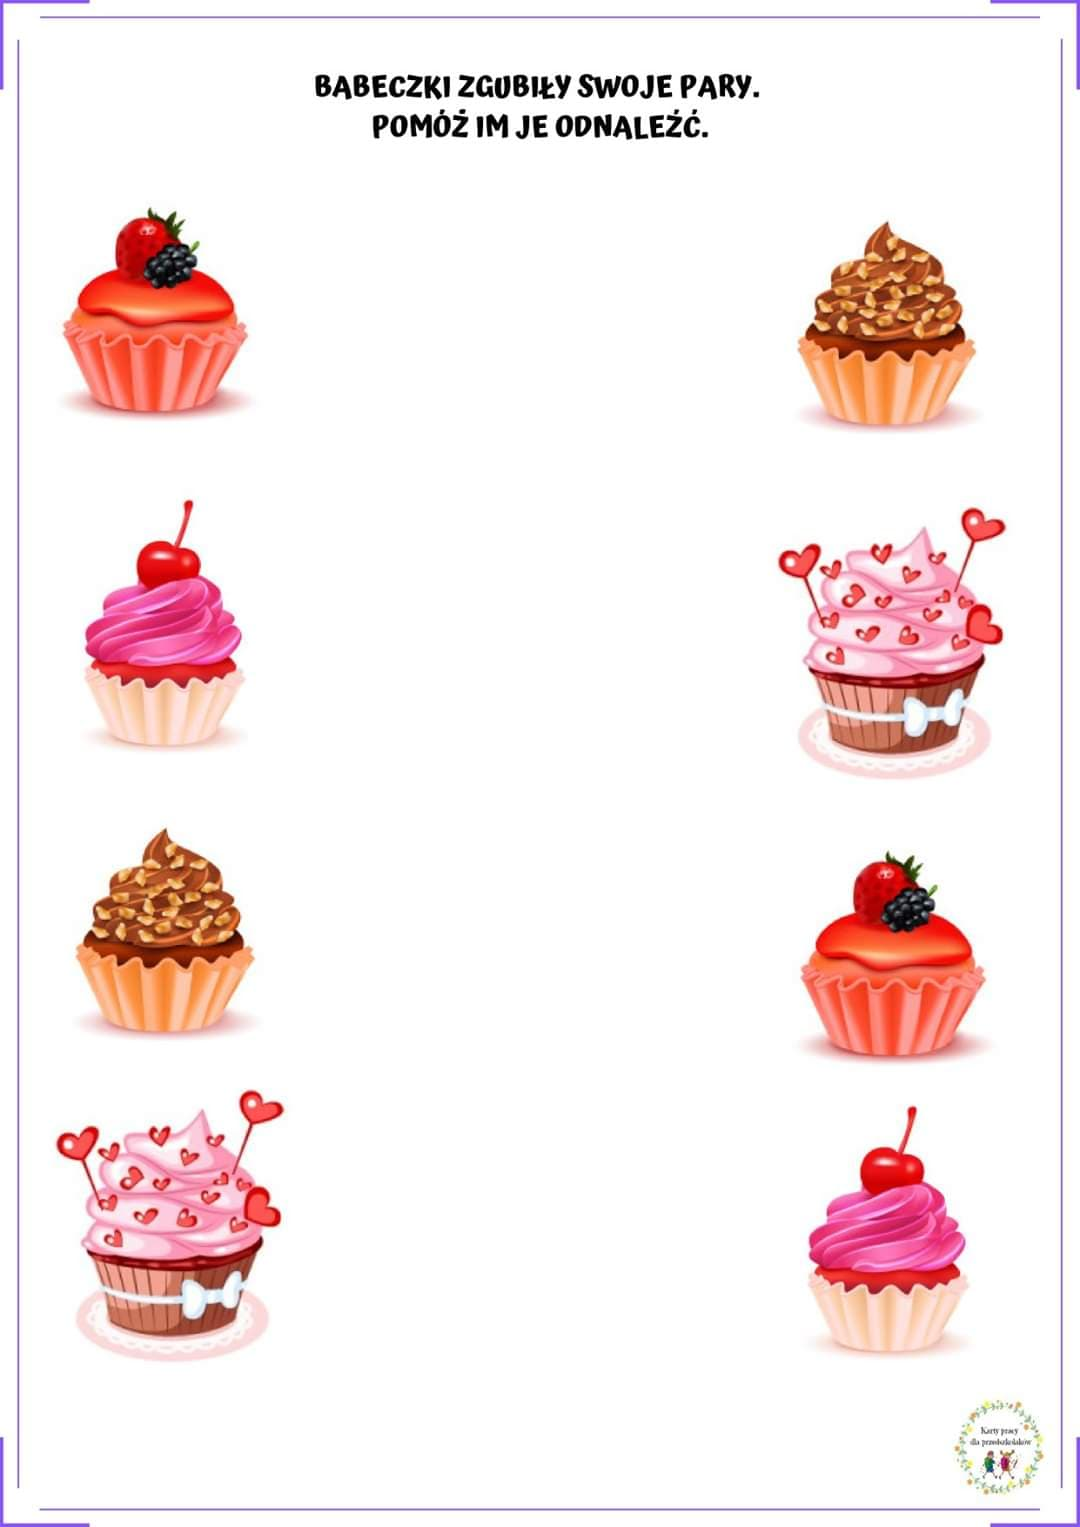 BABECZKI ZGUBIŁY SWOJE PARY.
POMÓŻ IM JE ODNALEŹĆ.
Karty pracy
dla przedszkolaków